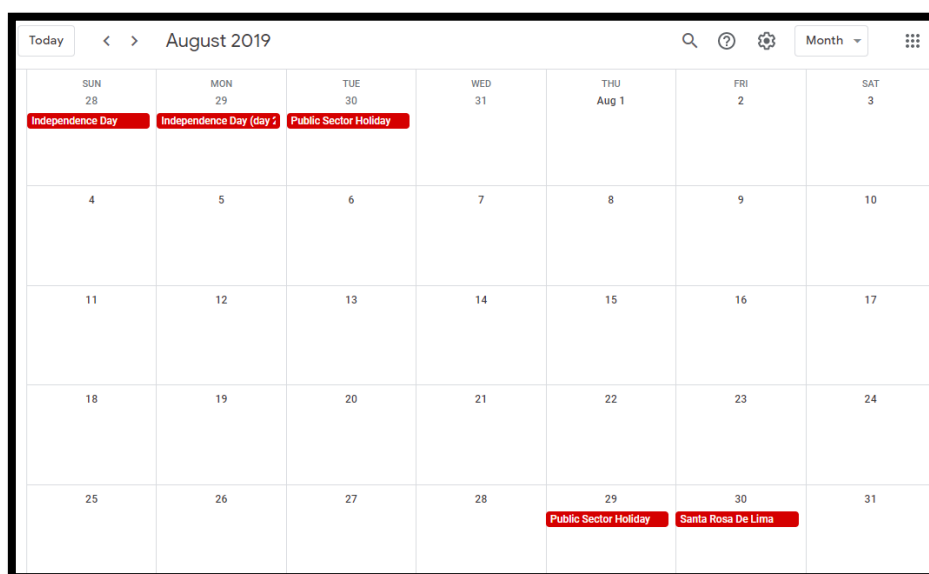 Today August 2019 Month
SUN MON TUE WED THU FRI SAT
28 29 30 31 Aug 1 2 3
Independence Day Independence Day (day 2 Public Sector Holiday
4 5 6 7 8 9 10
11 12 13 14 15 16 17
18 19 20 21 22 23 24
25 26 27 28 29 30 31
Public Sector Holiday Santa Rosa De Lima